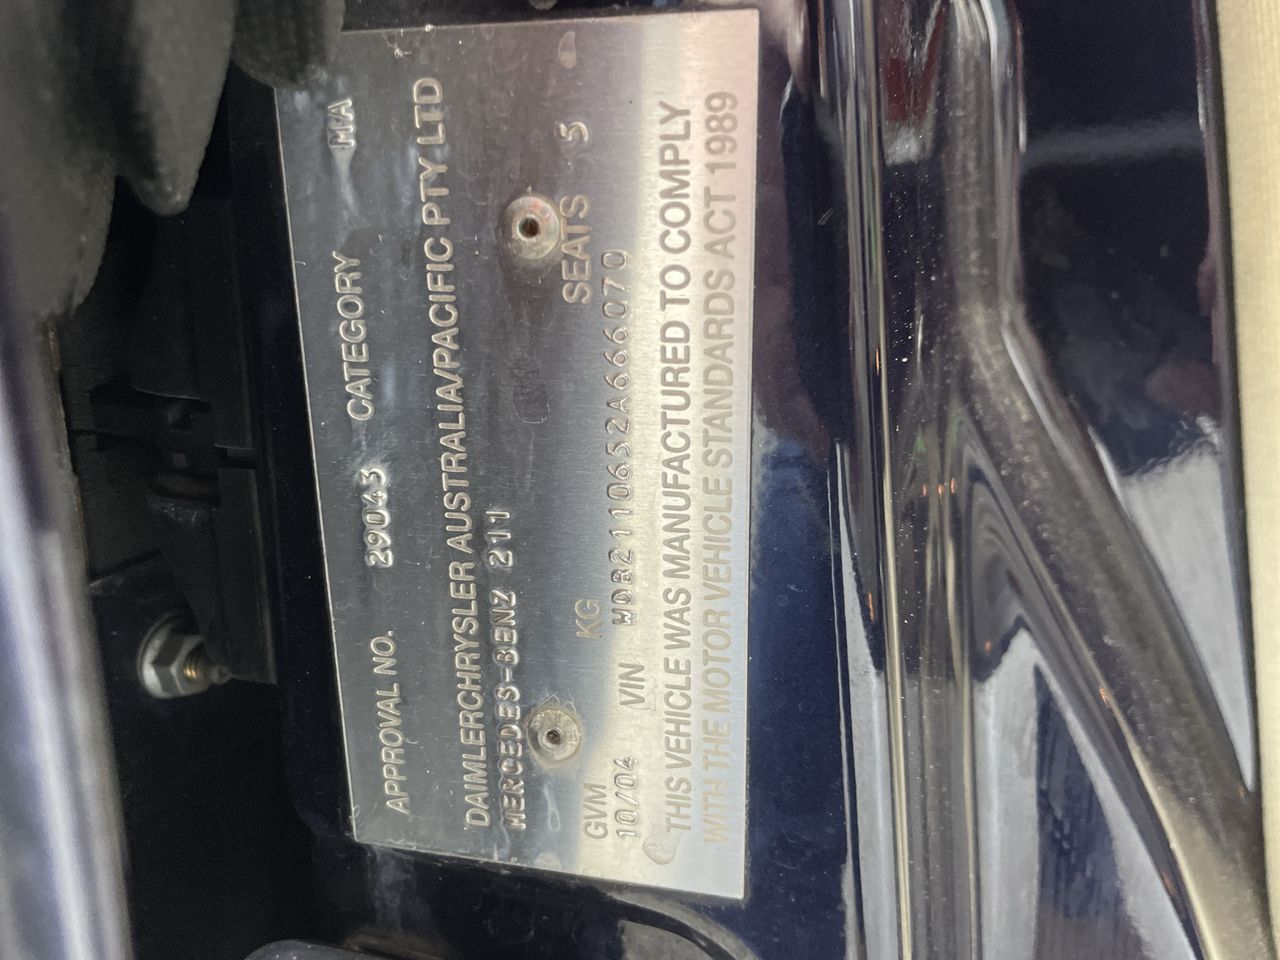 APPROVAL NO. 29043 CATEGORY MA
DAIMLERCHRYSLER AUSTRALIA/PACIFIC PTY LTD
MERCEDES-BENZ 211
GVM KG SEATS 5
10/04 VIN WDB2110652A666070
THIS VEHICLE WAS MANUFACTURED TO COMPLY
WITH THE MOTOR VEHICLE STANDARDS ACT 1989